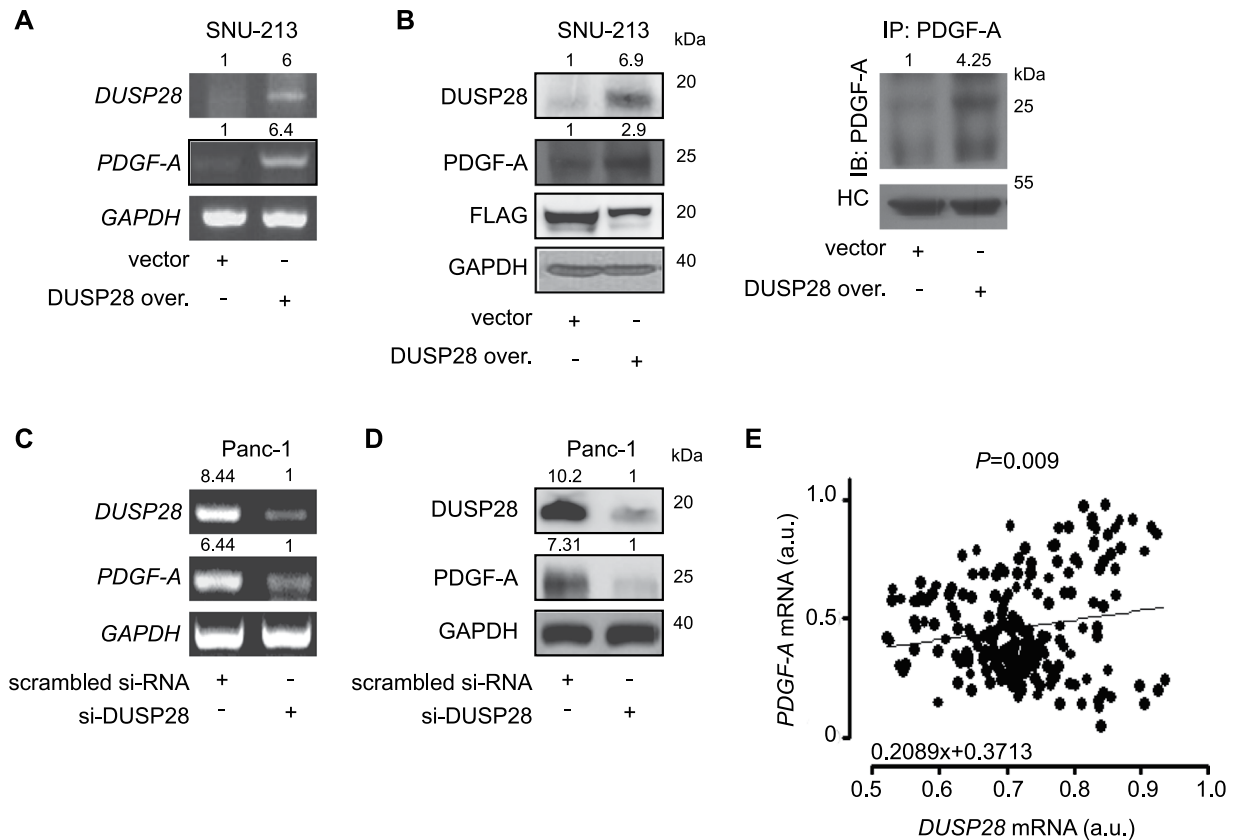 A
SNU-213
1 6
DUSP28
1 6.4
PDGF-A
GAPDH
vector + -
DUSP28 over. - +
B
SNU-213
kDa
1 6.9
DUSP28
20
1 2.9
PDGF-A
25
FLAG
20
GAPDH
40
vector + -
DUSP28 over. - +
IP: PDGF-A
1 4.25
kDa
IB: PDGF-A
25
HC
55
vector + -
DUSP28 over. - +
C
Panc-1
8.44 1
DUSP28
6.44 1
PDGF-A
GAPDH
scrambled si-RNA + -
si-DUSP28 - +
D
Panc-1
kDa
10.2 1
DUSP28
20
7.31 1
PDGF-A
25
GAPDH
40
scrambled si-RNA + -
si-DUSP28 - +
E
P=0.009
PDGF-A mRNA (a.u.)
1.0
0.5
0
0.2089x+0.3713
0.5 0.6 0.7 0.8 0.9 1.0
DUSP28 mRNA (a.u.)